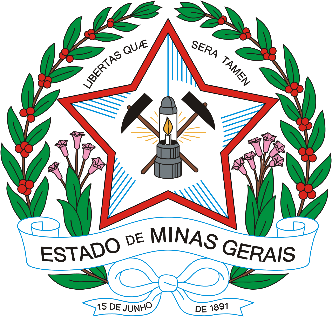 LIBERTAS QUÆ SERA TAMEN
ESTADO DE MINAS GERAIS
15 DE JUNHO DE 1891